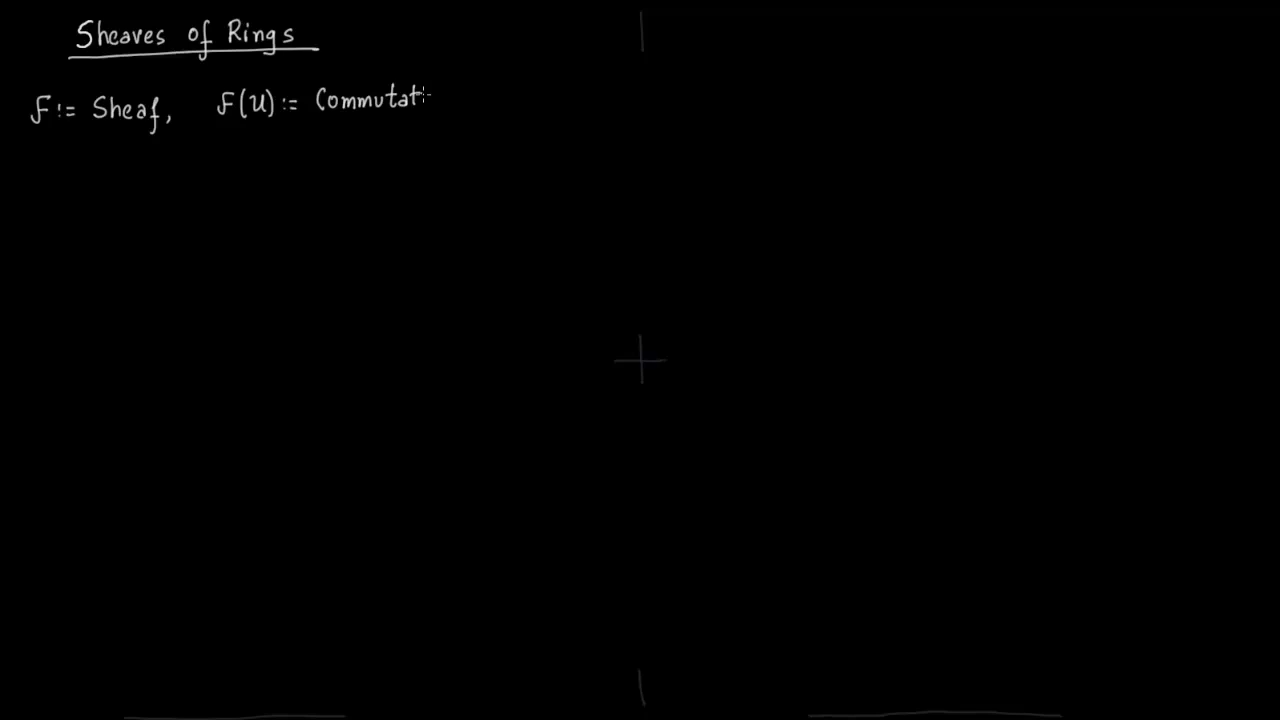 Sheaves of Rings
F := Sheaf, F(U) := Commutat